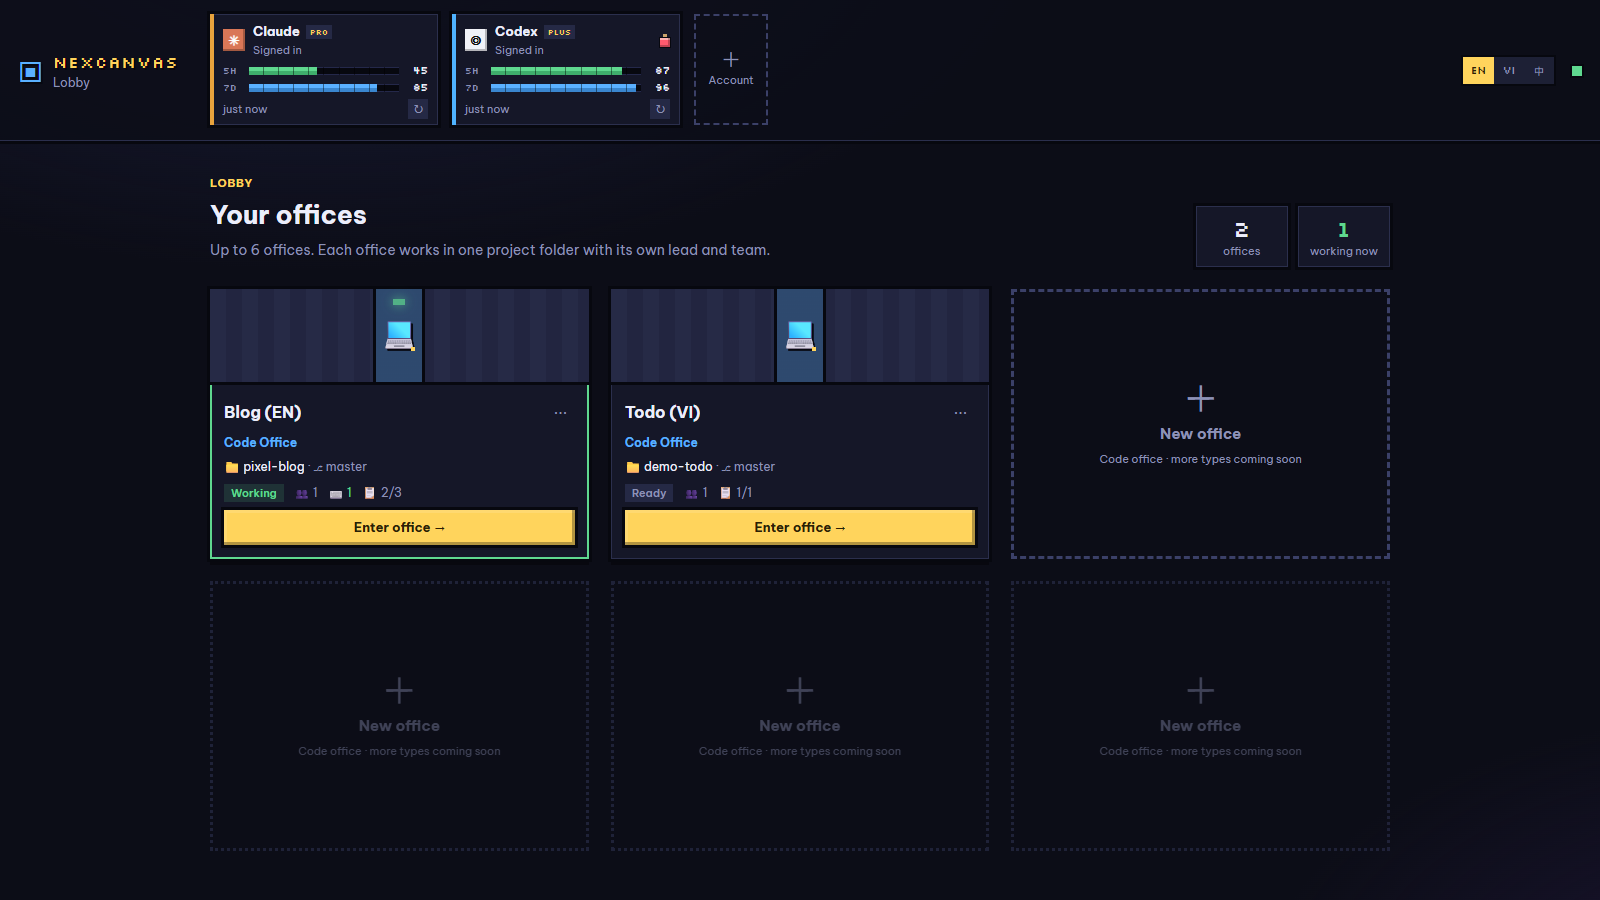 NEXCANVAS
Lobby
Claude PRO
Signed in
5H 45
7D 85
just now
Codex PLUS
Signed in
5H 87
7D 96
just now
+
Account
EN VI 中
LOBBY
Your offices
Up to 6 offices. Each office works in one project folder with its own lead and team.
2
offices
1
working now
Blog (EN) ...
Code Office
pixel-blog · master
Working 1 1 2/3
Enter office →
Todo (VI) ...
Code Office
demo-todo · master
Ready 1 1/1
Enter office →
+
New office
Code office · more types coming soon
+
New office
Code office · more types coming soon
+
New office
Code office · more types coming soon
+
New office
Code office · more types coming soon